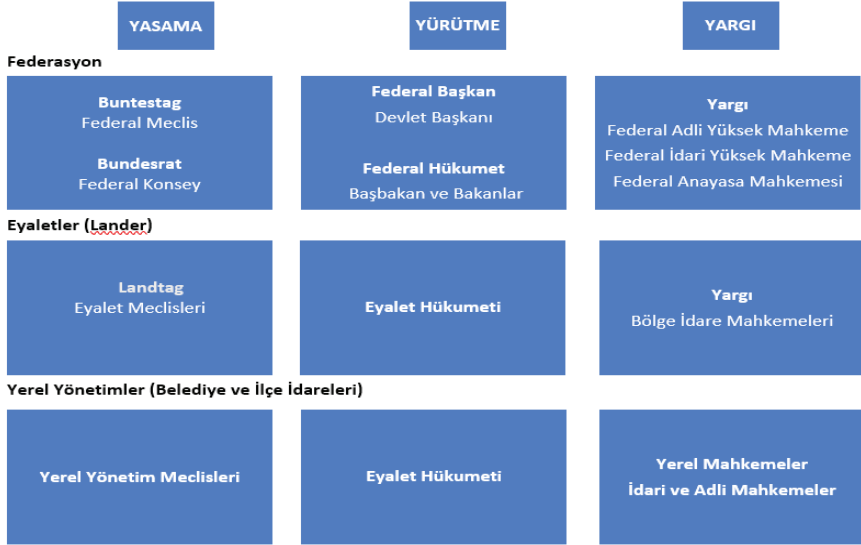 YASAMA
YÜRÜTME
YARGI
Federasyon
Buntestag
Federal Meclis
Bundesrat
Federal Konsey
Federal Başkan
Devlet Başkanı
Federal Hükumet
Başbakan ve Bakanlar
Yargı
Federal Adli Yüksek Mahkeme
Federal İdari Yüksek Mahkeme
Federal Anayasa Mahkemesi
Eyaletler (Lander)
Landtag
Eyalet Meclisleri
Eyalet Hükumeti
Yargı
Bölge İdare Mahkemeleri
Yerel Yönetimler (Belediye ve İlçe İdareleri)
Yerel Yönetim Meclisleri
Eyalet Hükumeti
Yerel Mahkemeler
İdari ve Adli Mahkemeler